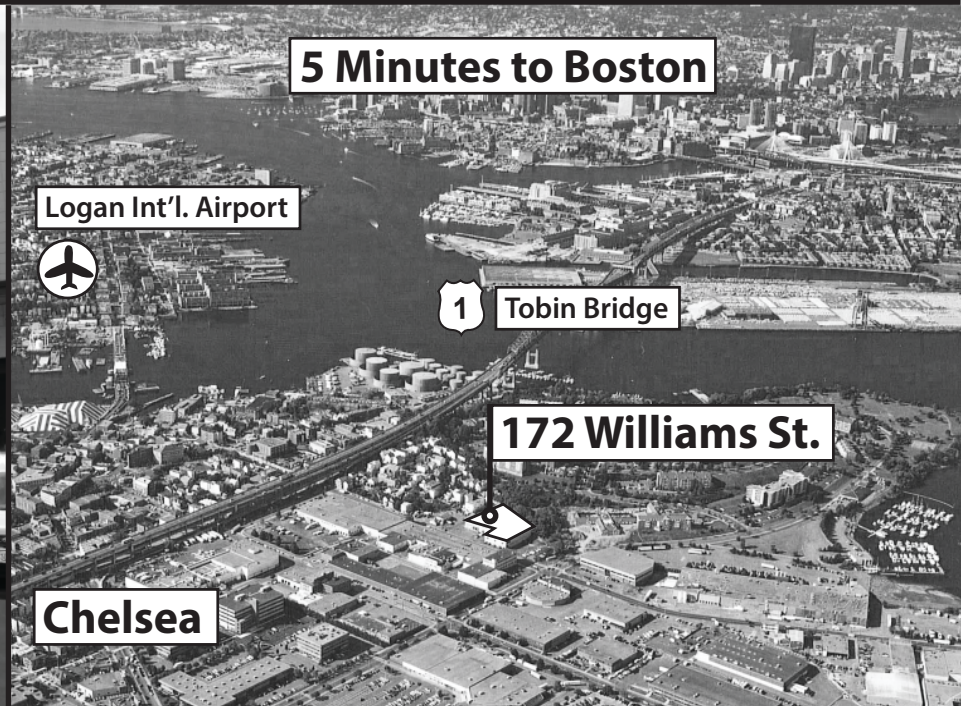 5 Minutes to Boston
Logan Int'l. Airport
1
Tobin Bridge
172 Williams St.
Chelsea